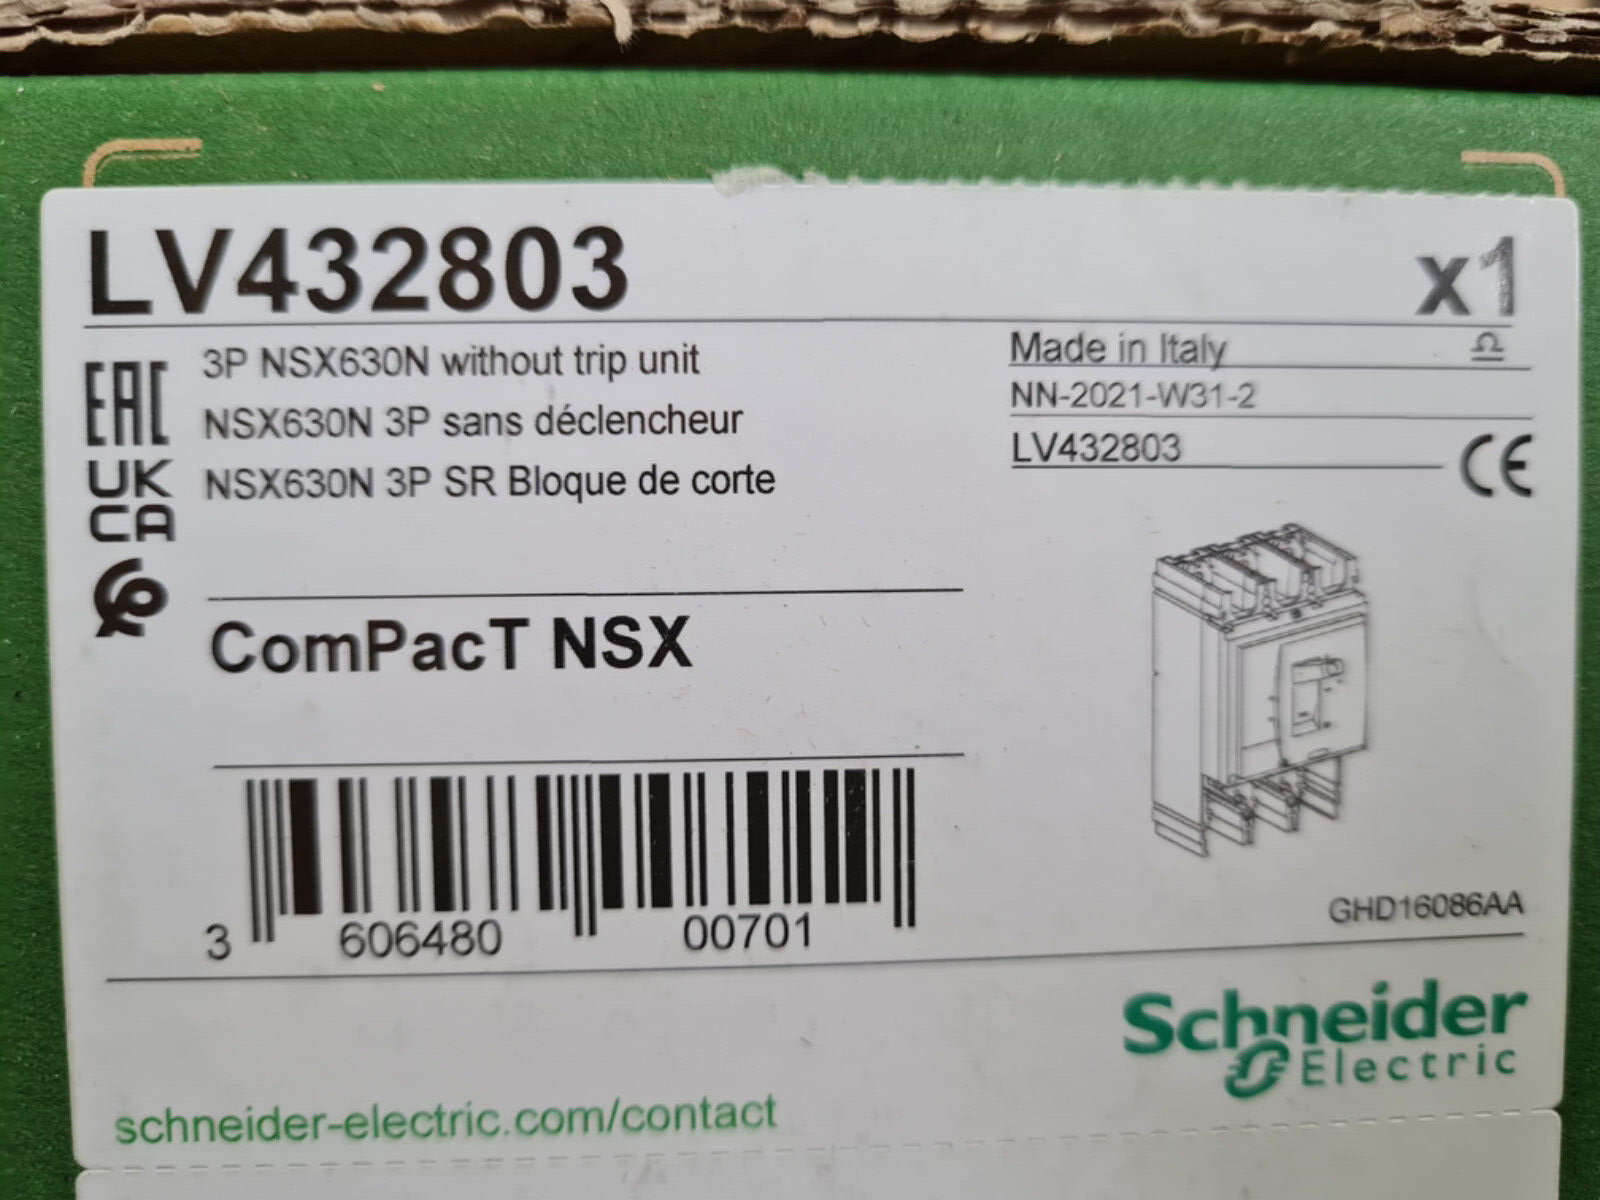 LV432803
x1
EAC
UK
CA
3P NSX630N without trip unit
NSX630N 3P sans déclencheur
NSX630N 3P SR Bloque de corte
Made in Italy
NN-2021-W31-2
LV432803
CE
ComPacT NSX
3 606480 00701
GHD16086AA
Schneider
Electric
schneider-electric.com/contact